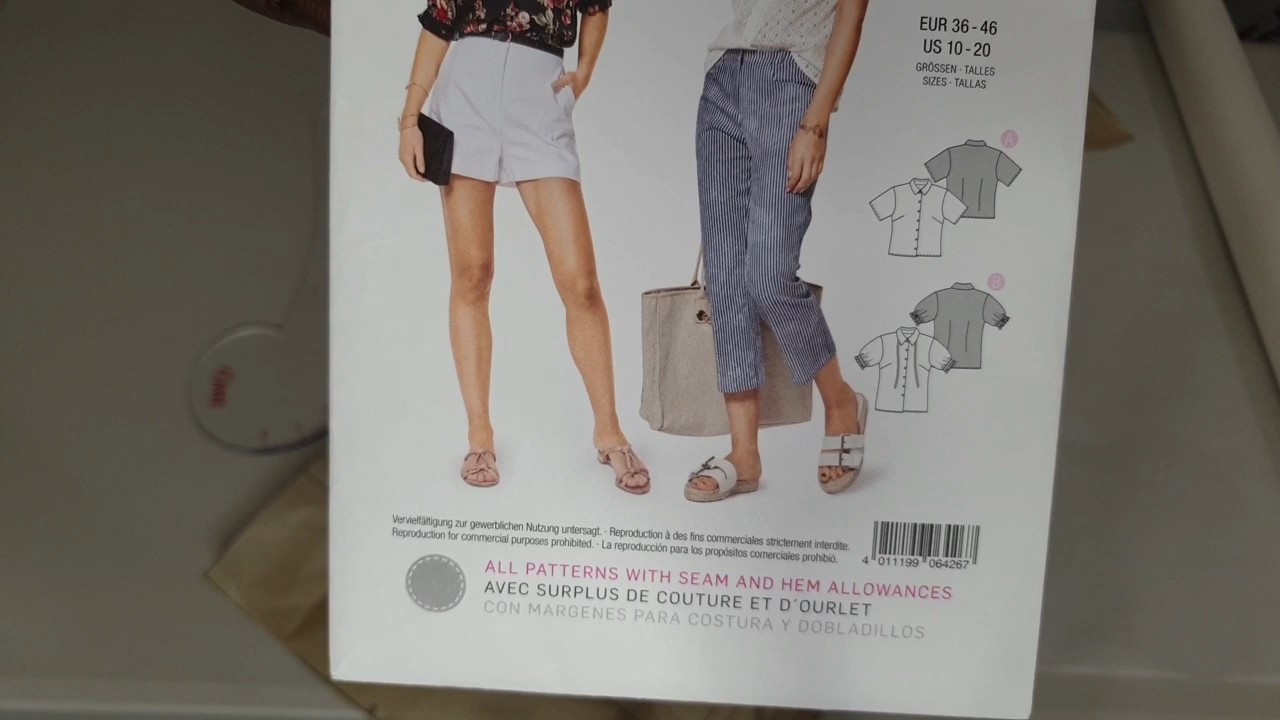 EUR 36 - 46
US 10 - 20
GRÖSSEN · TALLES
SIZES · TALLAS
A
B
Vervielfältigung zur gewerblichen Nutzung untersagt. · Reproduction à des fins commerciales strictement interdite.
Reproduction for commercial purposes prohibited. · La reproducción para los propósitos comerciales prohibió.
4 011199 064267
ALL PATTERNS WITH SEAM AND HEM ALLOWANCES
AVEC SURPLUS DE COUTURE ET D´OURLET
CON MARGENES PARA COSTURA Y DOBLADILLOS